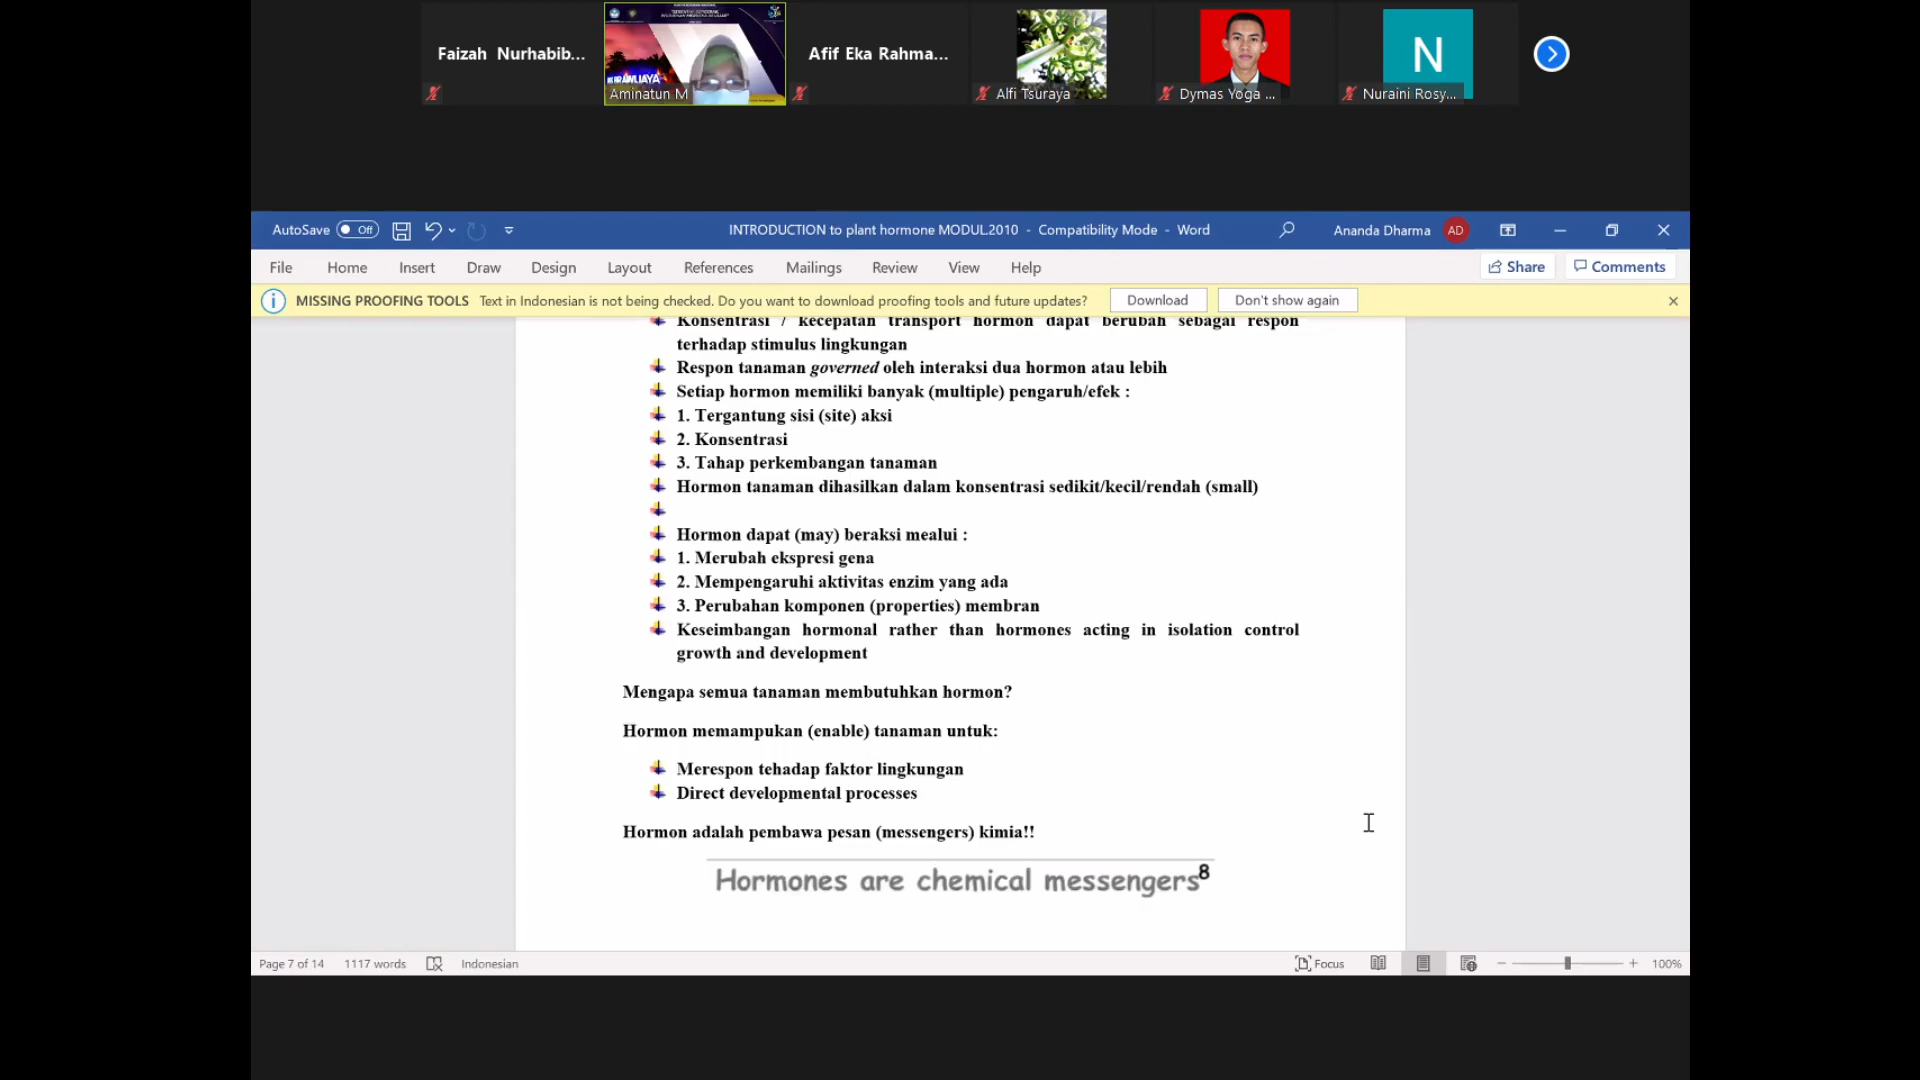 Faizah Nurhabib...
Aminatun M
Afif Eka Rahma...
Alfi Tsuraya
Dymas Yoga ...
N
Nuraini Rosy...
AutoSave Off
INTRODUCTION to plant hormone MODUL.2010 - Compatibility Mode - Word
Ananda Dharma AD
File Home Insert Draw Design Layout References Mailings Review View Help Share Comments
MISSING PROOFING TOOLS Text in Indonesian is not being checked. Do you want to download proofing tools and future updates? Download Don't show again
Konsentrasi / kecepatan transport hormon dapat berubah sebagai respon
terhadap stimulus lingkungan
Respon tanaman governed oleh interaksi dua hormon atau lebih
Setiap hormon memiliki banyak (multiple) pengaruh/efek :
1. Tergantung sisi (site) aksi
2. Konsentrasi
3. Tahap perkembangan tanaman
Hormon tanaman dihasilkan dalam konsentrasi sedikit/kecil/rendah (small)
Hormon dapat (may) beraksi mealui :
1. Merubah ekspresi gena
2. Mempengaruhi aktivitas enzim yang ada
3. Perubahan komponen (properties) membran
Keseimbangan hormonal rather than hormones acting in isolation control
growth and development
Mengapa semua tanaman membutuhkan hormon?
Hormon memampukan (enable) tanaman untuk:
Merespon tehadap faktor lingkungan
Direct developmental processes
Hormon adalah pembawa pesan (messengers) kimia!!
Hormones are chemical messengers 8
Page 7 of 14 1117 words Indonesian Focus 100%